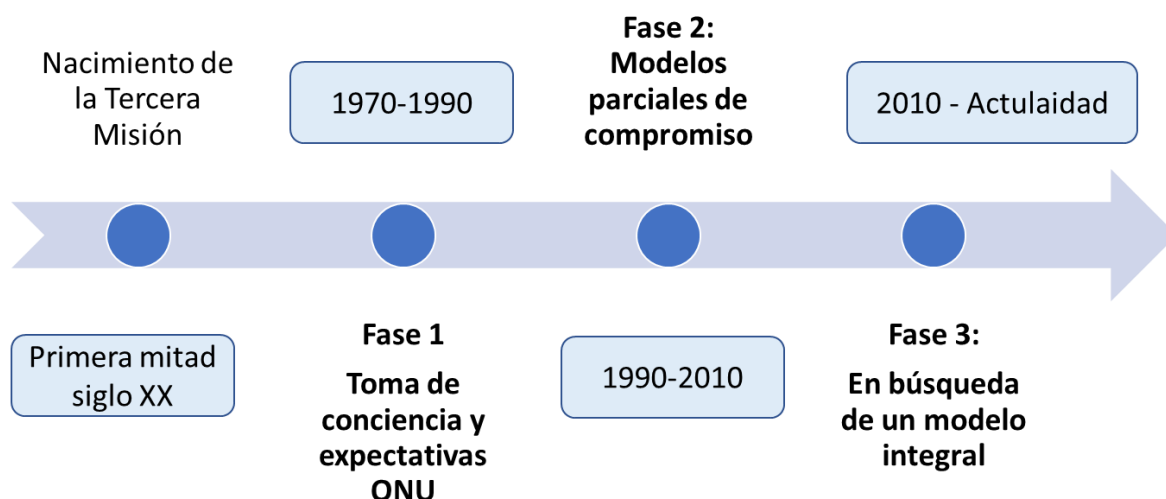 Nacimiento de
la Tercera
Misión
Primera mitad
siglo XX
1970-1990
Fase 1
Toma de
conciencia y
expectativas
ONU
Fase 2:
Modelos
parciales de
compromiso
1990-2010
2010 - Actulaidad
Fase 3:
En búsqueda
de un modelo
integral